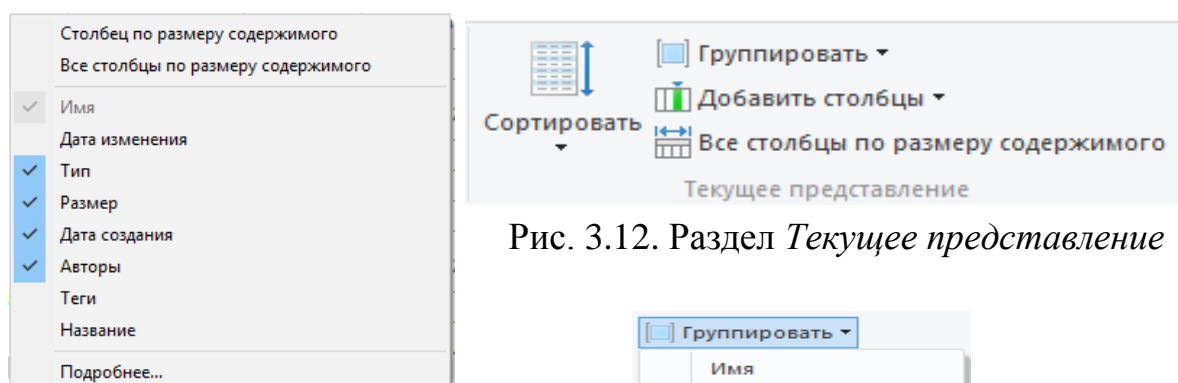 Столбец по размеру содержимого
Все столбцы по размеру содержимого
Имя
Дата изменения
Тип
Размер
Дата создания
Авторы
Теги
Название
Подробнее...
Сортировать
Группировать
Добавить столбцы
Все столбцы по размеру содержимого
Текущее представление
Рис. 3.12. Раздел Текущее представление
Группировать
Имя